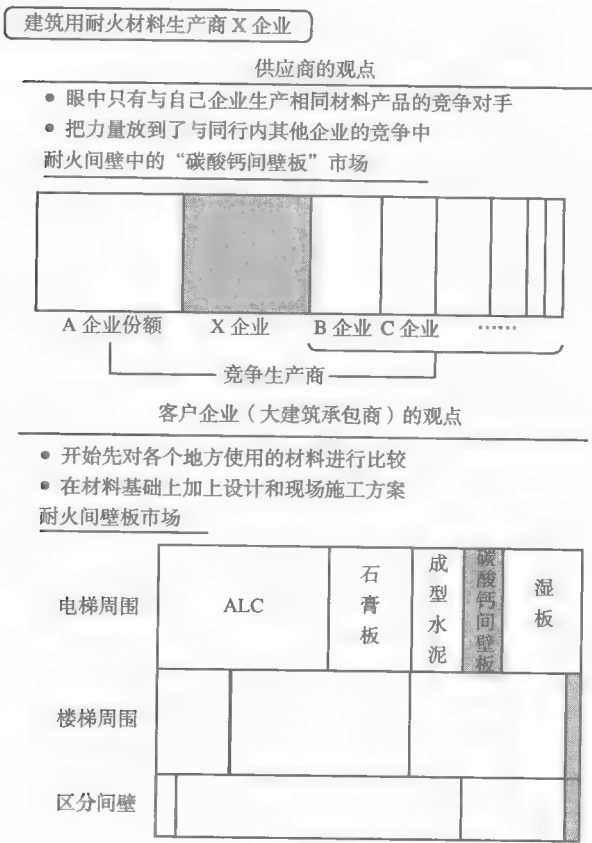 建筑用耐火材料生产商 X 企业
供应商的观点
● 眼中只有与自己企业生产相同材料产品的竞争对手
● 把力量放到了与同行内其他企业的竞争中
耐火间壁中的“碳酸钙间壁板”市场
A 企业份额 X 企业 B 企业 C 企业 ……
竞争生产商
客户企业（大建筑承包商）的观点
● 开始先对各个地方使用的材料进行比较
● 在材料基础上加上设计和现场施工方案
耐火间壁板市场
电梯周围 ALC 石膏板 成型水泥 碳酸钙间壁板 湿板
楼梯周围
区分间壁